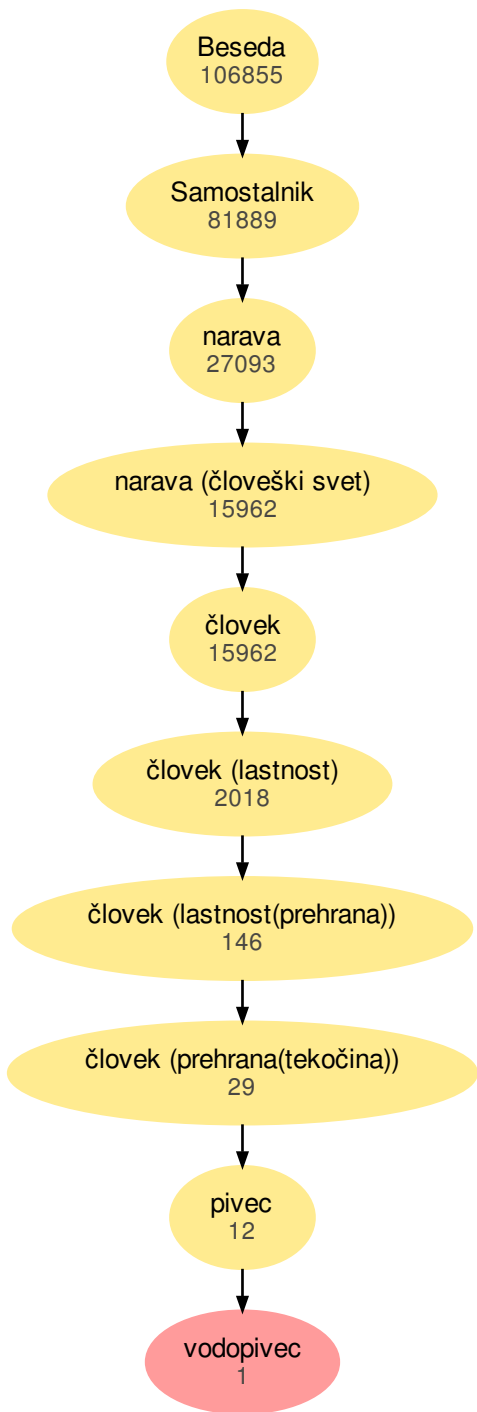 Beseda
106855
Samostalnik
81889
narava
27093
narava (človeški svet)
15962
človek
15962
človek (lastnost)
2018
človek (lastnost(prehrana))
146
človek (prehrana(tekočina))
29
pivec
12
vodopivec
1